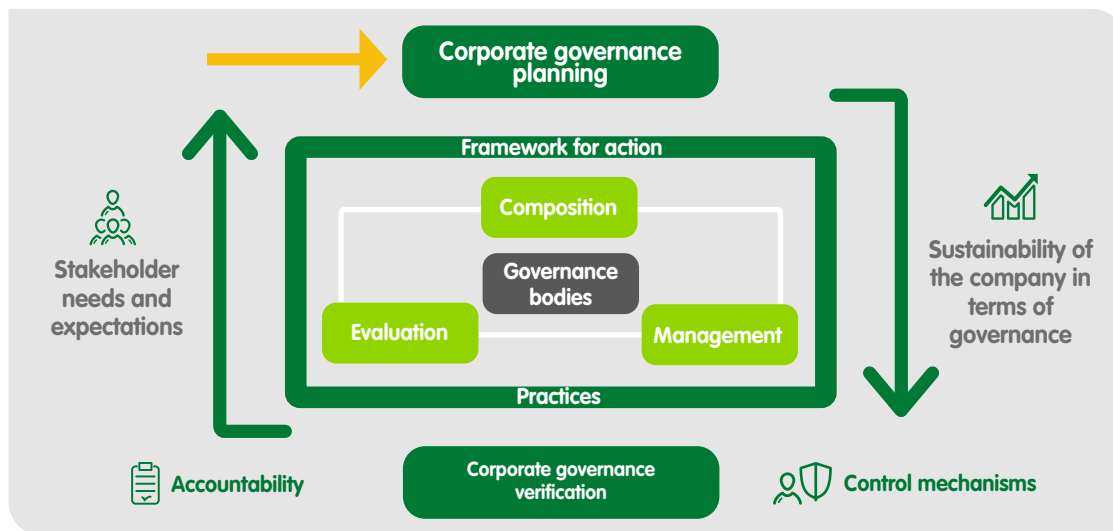 Corporate governance
planning
Framework for action
Composition
Governance
bodies
Evaluation
Management
Practices
Stakeholder
needs and
expectations
Sustainability of
the company in
terms of
governance
Accountability
Corporate governance
verification
Control mechanisms